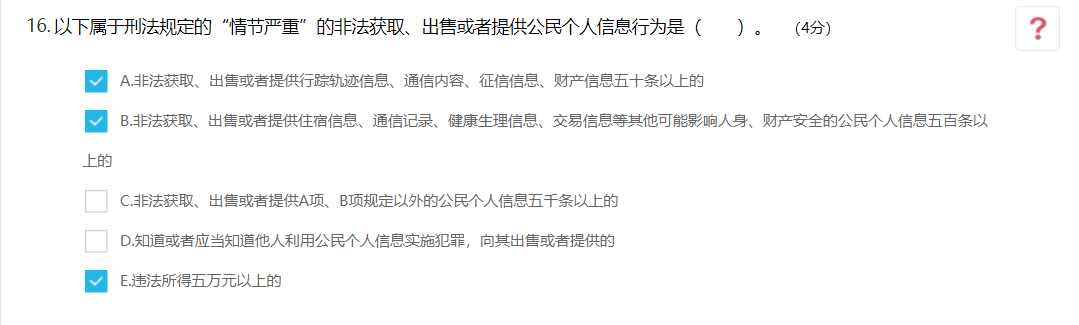 16.以下属于刑法规定的“情节严重”的非法获取、出售或者提供公民个人信息行为是（ ）。 (4分)
?
A.非法获取、出售或者提供行踪轨迹信息、通信内容、征信信息、财产信息五十条以上的
B.非法获取、出售或者提供住宿信息、通信记录、健康生理信息、交易信息等其他可能影响人身、财产安全的公民个人信息五百条以
上的
C.非法获取、出售或者提供A项、B项规定以外的公民个人信息五千条以上的
D.知道或者应当知道他人利用公民个人信息实施犯罪，向其出售或者提供的
E.违法所得五万元以上的